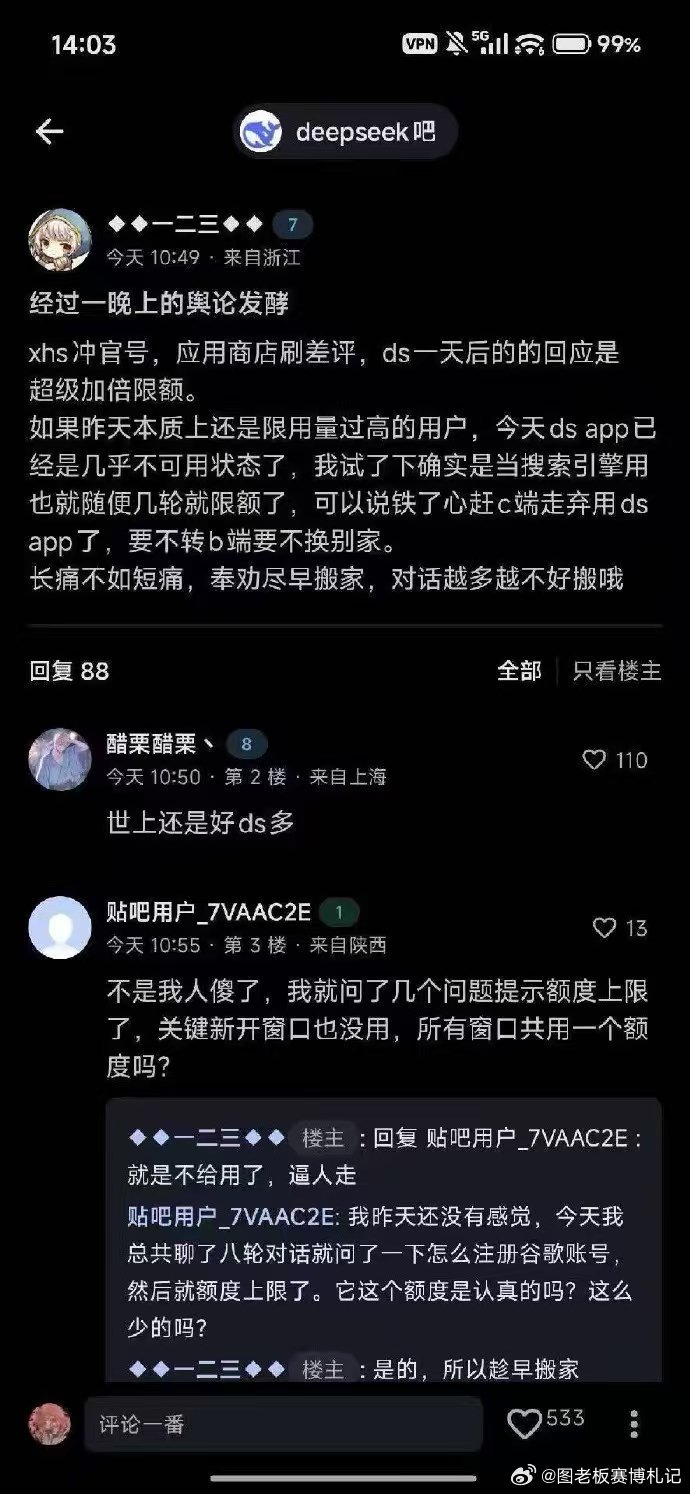 14:03
VPN 5G 99%
deepseek吧
◆◆一二三◆◆ 7
今天 10:49 · 来自浙江
经过一晚上的舆论发酵
xhs冲官号，应用商店刷差评，ds一天后的的回应是
超级加倍限额。
如果昨天本质上还是限用量过高的用户，今天ds app已
经是几乎不可用状态了，我试了下确实是当搜索引擎用
也就随便几轮就限额了，可以说铁了心赶c端走弃用ds
app了，要不转b端要不换别家。
长痛不如短痛，奉劝尽早搬家，对话越多越不好搬哦
回复 88 全部 只看楼主
醋栗醋栗丶 8
今天 10:50 · 第 2 楼 · 来自上海 110
世上还是好ds多
贴吧用户_7VAAC2E 1
今天 10:55 · 第 3 楼 · 来自陕西 13
不是我人傻了，我就问了几个问题提示额度上限
了，关键新开窗口也没用，所有窗口共用一个额
度吗？
◆◆一二三◆◆ 楼主 : 回复 贴吧用户_7VAAC2E :
就是不给用了，逼人走
贴吧用户_7VAAC2E: 我昨天还没有感觉，今天我
总共聊了八轮对话就问了一下怎么注册谷歌账号，
然后就额度上限了。它这个额度是认真的吗？这么
少的吗？
◆◆一二三◆◆ 楼主 : 是的，所以趁早搬家
评论一番 533
@图老板赛博札记